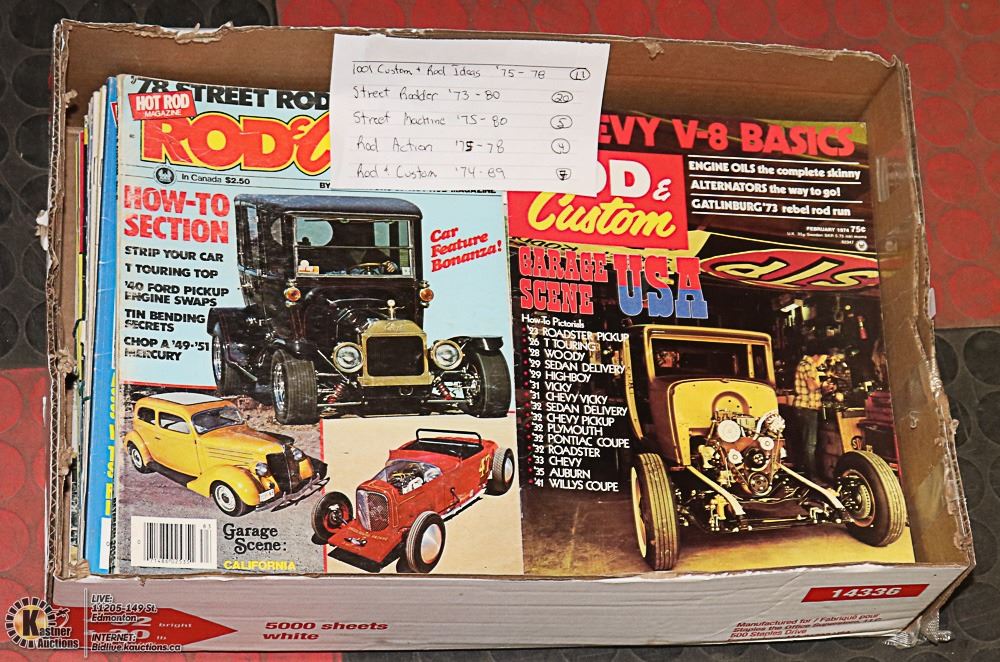 1001 Custom + Rod Ideas '75-78 11
Street Rodder '73-80 20
Street Machine '75-80 5
Rod Action '75-78 4
Rod + Custom '74-89 7
'78 STREET ROD
HOT ROD
MAGAZINE
ROD &
In Canada $2.50
BY
MAGAZINE
HOW-TO
SECTION
STRIP YOUR CAR
T TOURING TOP
'40 FORD PICKUP
ENGINE SWAPS
TIN BENDING
SECRETS
CHOP A '49-'51
MERCURY
Car
Feature
Bonanza!
Garage
Scene:
CALIFORNIA
EVY V-8 BASICS
ENGINE OILS the complete skinny
ALTERNATORS the way to go!
GATLINBURG '73 rebel rod run
FEBRUARY 1974 75¢
OD &
Custom
STP
GARAGE
SCENE
USA
How-To Pictorials
'23 ROADSTER PICKUP
'26 T TOURING
'28 WOODY
'29 SEDAN DELIVERY
'29 HIGHBOY
'31 VICKY
'31 CHEVY VICKY
'32 SEDAN DELIVERY
'32 CHEVY PICKUP
'32 PLYMOUTH
'32 PONTIAC COUPE
'32 ROADSTER
'33 CHEVY
'35 AUBURN
'41 WILLYS COUPE
14336
bright
5000 sheets
white
Manufactured for / Fabriqué pour
Staples the Office Superstore, LLC
500 Staples Drive
Kastner
Auctions
LIVE:
11205-149 St.
Edmonton
INTERNET:
Bidlive.kauctions.ca